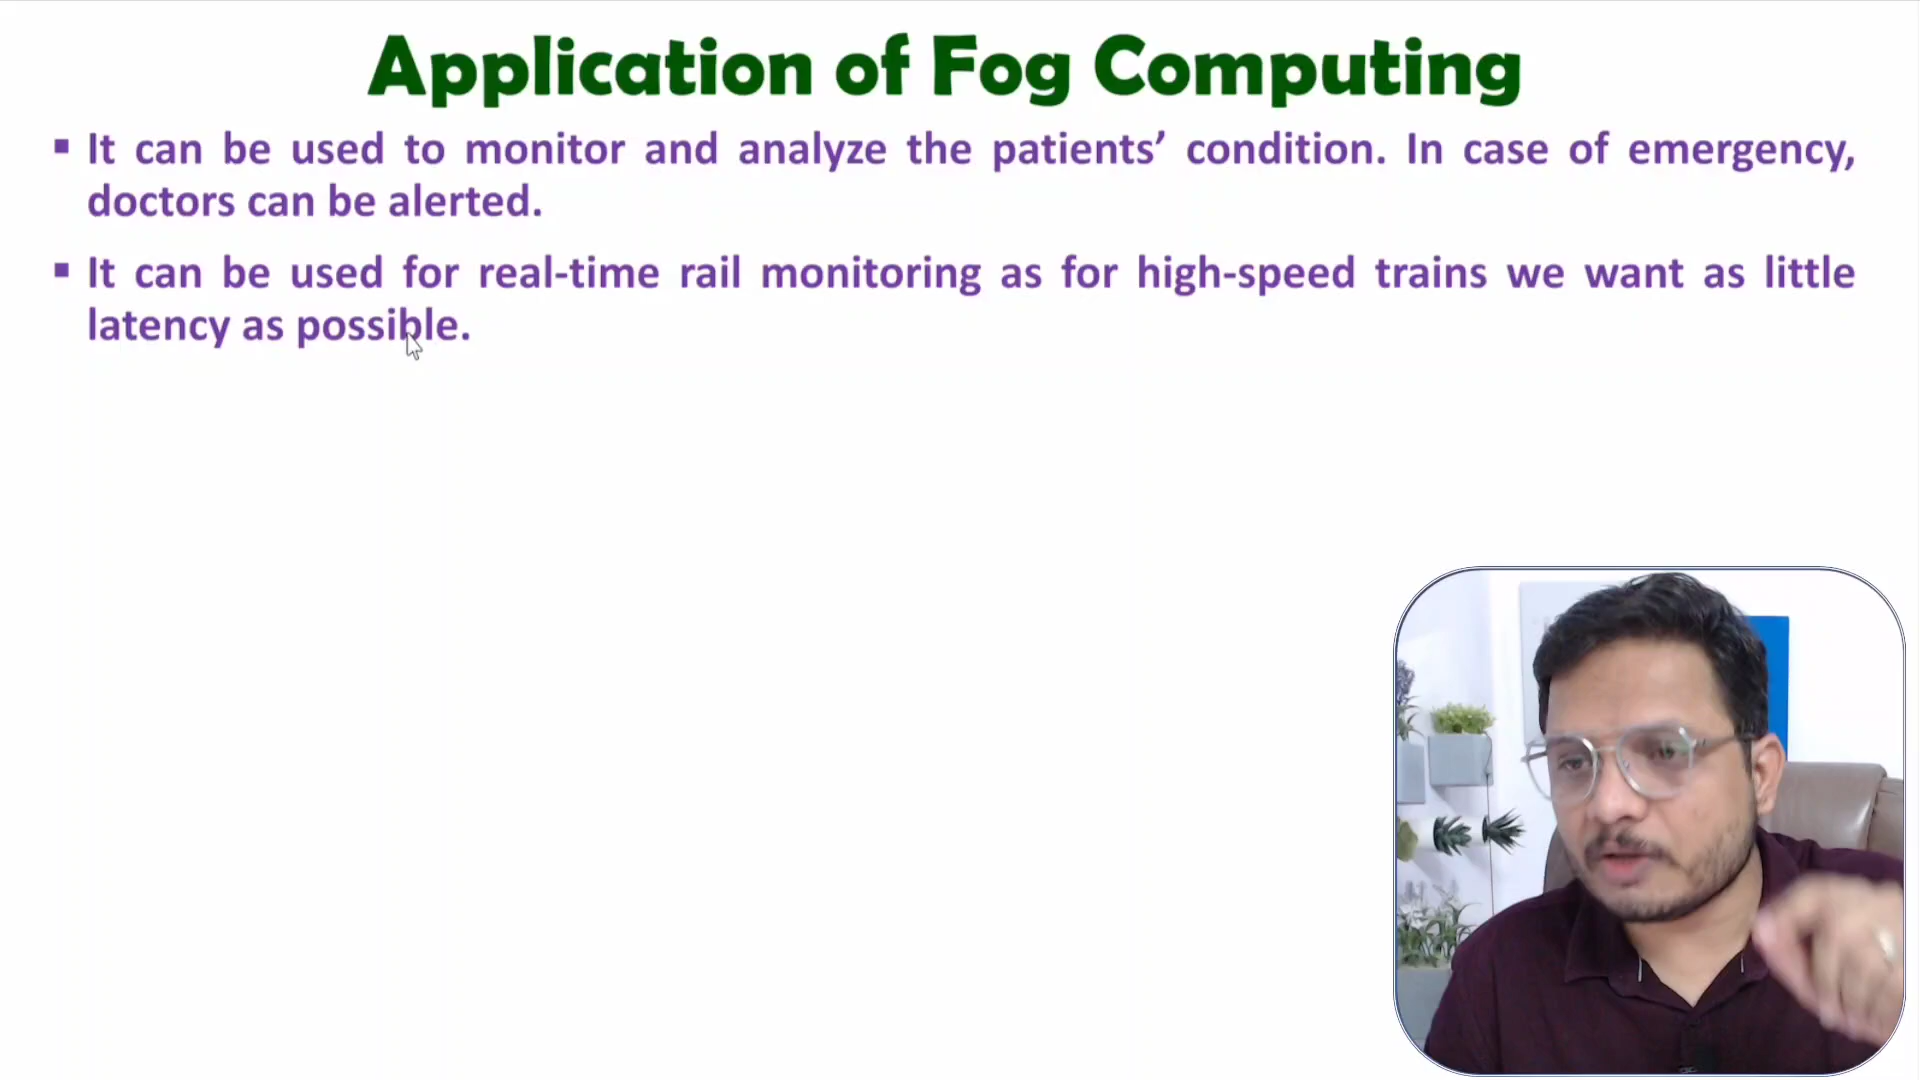 Application of Fog Computing
▪ It can be used to monitor and analyze the patients’ condition. In case of emergency,
doctors can be alerted.
▪ It can be used for real-time rail monitoring as for high-speed trains we want as little
latency as possible.